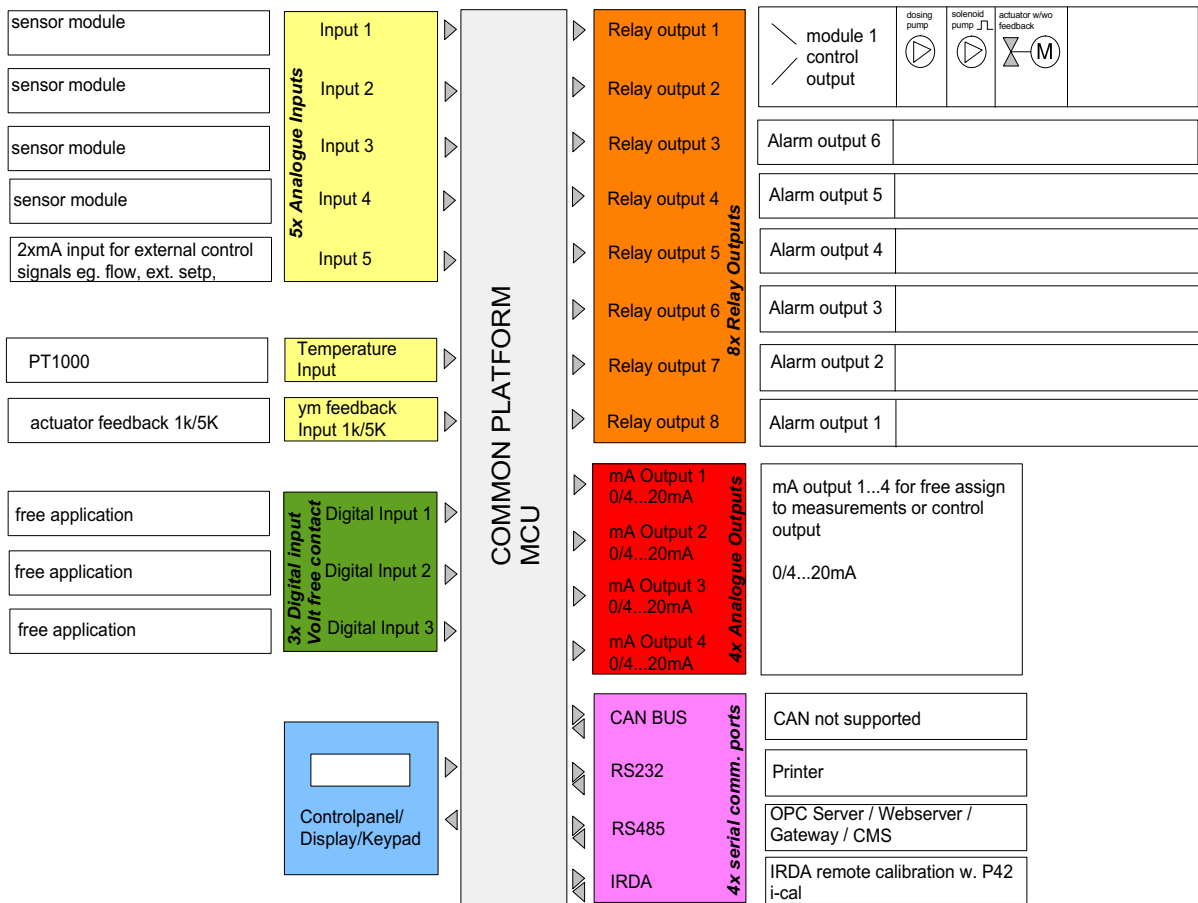 sensor module
sensor module
sensor module
sensor module
2xmA input for external control
signals eg. flow, ext. setp,
PT1000
actuator feedback 1k/5K
free application
free application
free application
5x Analogue Inputs
Input 1
Input 2
Input 3
Input 4
Input 5
Temperature
Input
ym feedback
Input 1k/5K
3x Digital input
Volt free contact
Digital Input 1
Digital Input 2
Digital Input 3
Controlpanel/
Display/Keypad
COMMON PLATFORM
MCU
Relay output 1
Relay output 2
Relay output 3
Relay output 4
Relay output 5
Relay output 6
Relay output 7
Relay output 8
8x Relay Outputs
mA Output 1
0/4...20mA
mA Output 2
0/4...20mA
mA Output 3
0/4...20mA
mA Output 4
0/4...20mA
4x Analogue Outputs
CAN BUS
RS232
RS485
IRDA
4x serial comm. ports
module 1
control
output
dosing
pump
solenoid
pump
actuator w/wo
feedback
M
Alarm output 6
Alarm output 5
Alarm output 4
Alarm output 3
Alarm output 2
Alarm output 1
mA output 1...4 for free assign
to measurements or control
output
0/4...20mA
CAN not supported
Printer
OPC Server / Webserver /
Gateway / CMS
IRDA remote calibration w. P42
i-cal